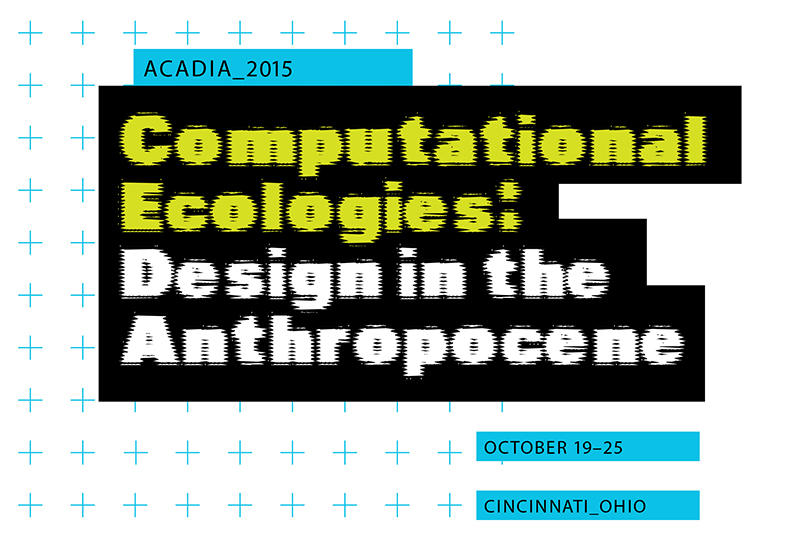 ACADIA_2015
Computational
Ecologies:
Design in the
Anthropocene
OCTOBER 19–25
CINCINNATI_OHIO